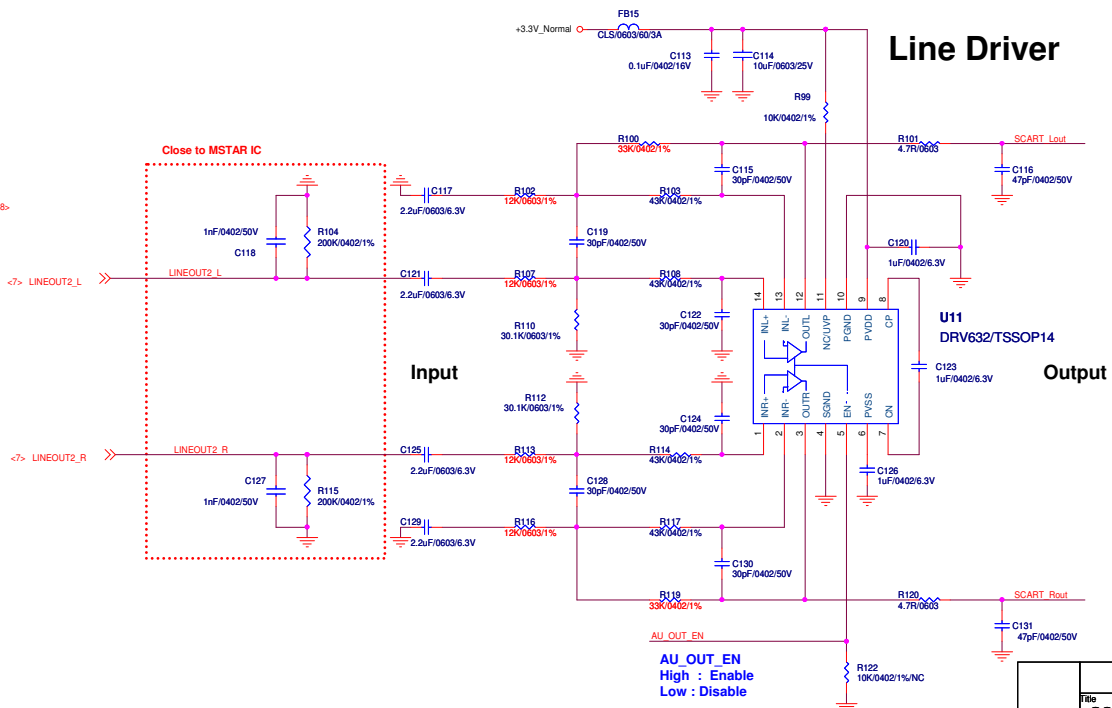 FB15
+3.3V_Normal
CLS/0603/60/3A
Line Driver
C113
0.1uF/0402/16V
C114
10uF/0603/25V
R99
10K/0402/1%
Close to MSTAR IC
R100
33K/0402/1%
R101
4.7R/0603
SCART_Lout
C115
30pF/0402/50V
C116
47pF/0402/50V
C117
2.2uF/0603/6.3V
R102
12K/0603/1%
R103
43K/0402/1%
8>
1nF/0402/50V
C118
R104
200K/0402/1%
C119
30pF/0402/50V
C120
1uF/0402/6.3V
<7> LINEOUT2_L
LINEOUT2_L
C121
2.2uF/0603/6.3V
R107
12K/0603/1%
R108
43K/0402/1%
14
13
12
11
10
9
8
INL+
INL-
OUTL
NC/UVP
PGND
PVDD
CP
U11
DRV632/TSSOP14
R110
30.1K/0603/1%
C122
30pF/0402/50V
Input
C123
1uF/0402/6.3V
Output
R112
30.1K/0603/1%
C124
30pF/0402/50V
INR+
INR-
OUTR
SGND
EN-
PVSS
CN
1
2
3
4
5
6
7
<7> LINEOUT2_R
LINEOUT2_R
C125
2.2uF/0603/6.3V
R113
12K/0603/1%
R114
43K/0402/1%
C126
1uF/0402/6.3V
C127
1nF/0402/50V
R115
200K/0402/1%
C128
30pF/0402/50V
C129
2.2uF/0603/6.3V
R116
12K/0603/1%
R117
43K/0402/1%
C130
30pF/0402/50V
R119
33K/0402/1%
R120
4.7R/0603
SCART_Rout
C131
47pF/0402/50V
AU_OUT_EN
AU_OUT_EN
High : Enable
Low : Disable
R122
10K/0402/1%/NC
Title